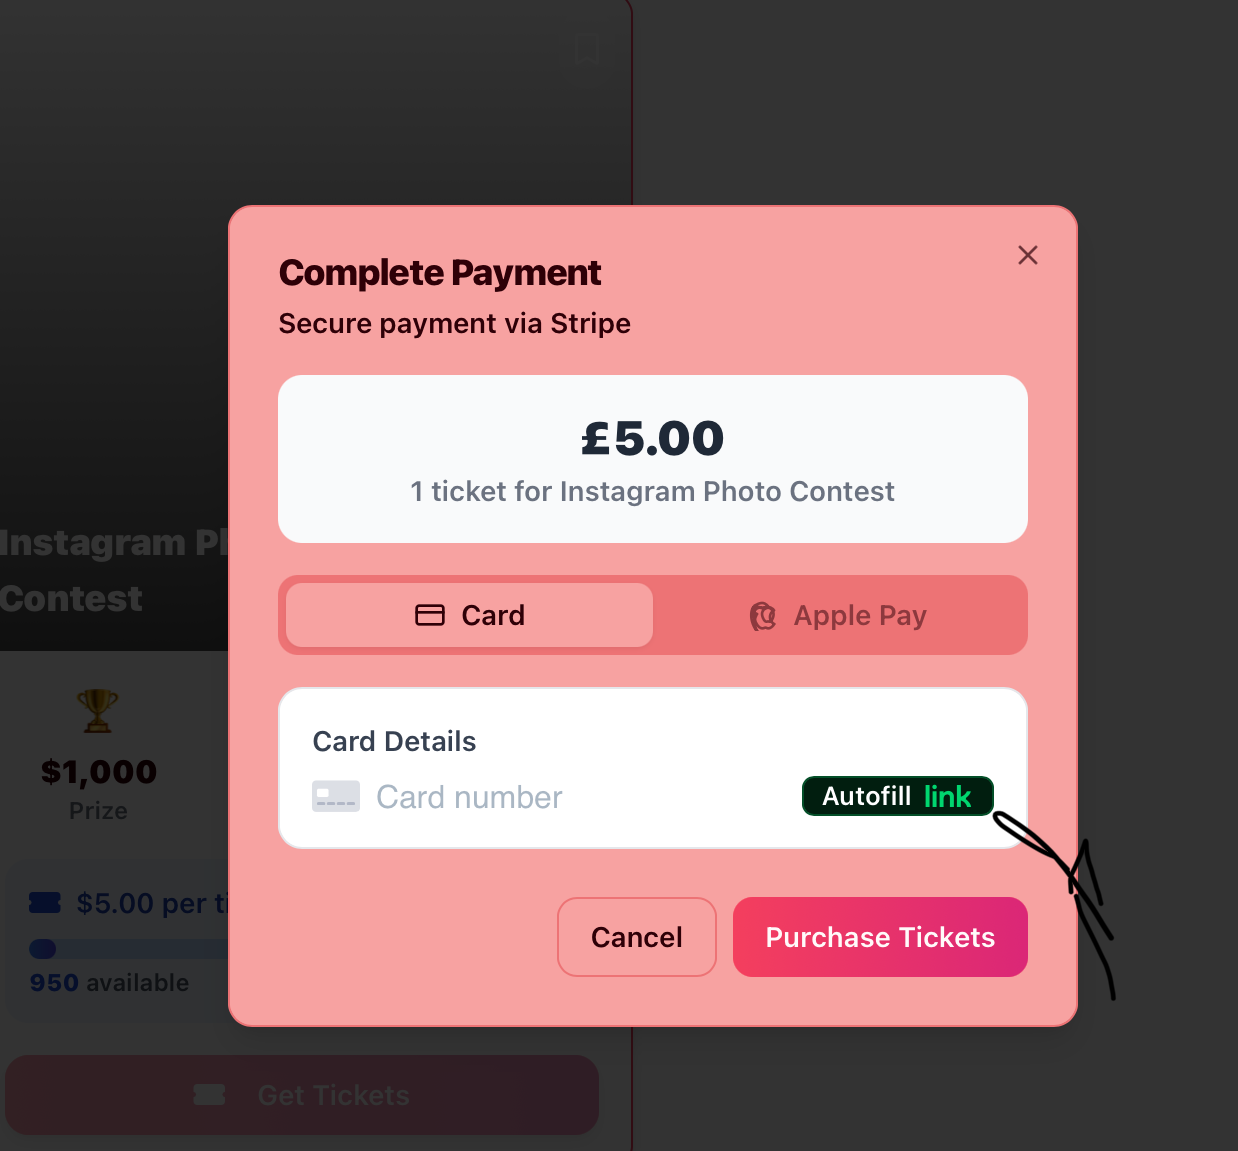 Complete Payment
Secure payment via Stripe
£5.00
1 ticket for Instagram Photo Contest
Card
Apple Pay
Card Details
Card number
Autofill link
Cancel
Purchase Tickets
Instagram
Contest
$1,000
Prize
$5.00 per
950 available
Get Tickets